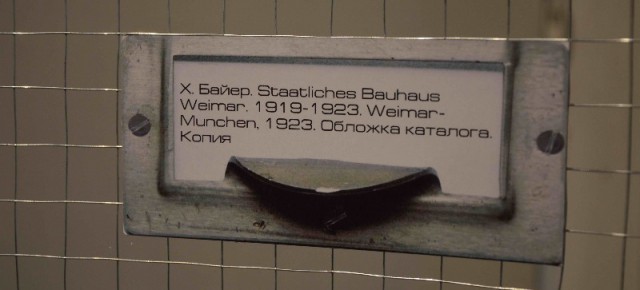 Х. Байер. Staatliches Bauhaus
Weimar. 1919-1923. Weimar-
Munchen, 1923. Обложка каталога.
Копия